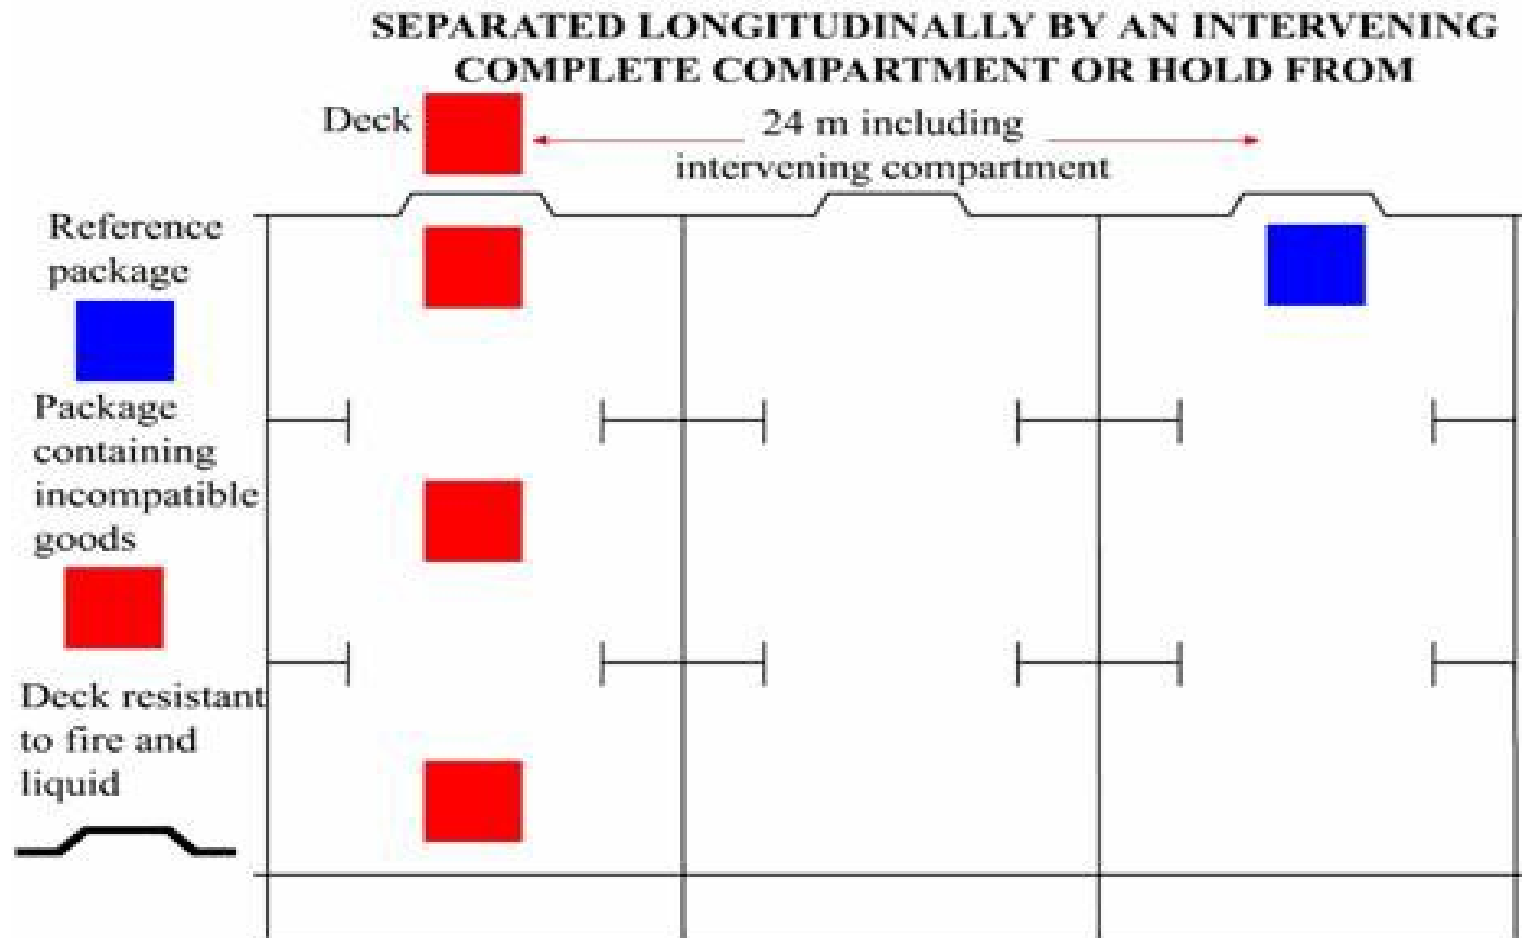 SEPARATED LONGITUDINALLY BY AN INTERVENING
COMPLETE COMPARTMENT OR HOLD FROM
Deck
24 m including
intervening compartment
Reference
package
Package
containing
incompatible
goods
Deck resistant
to fire and
liquid